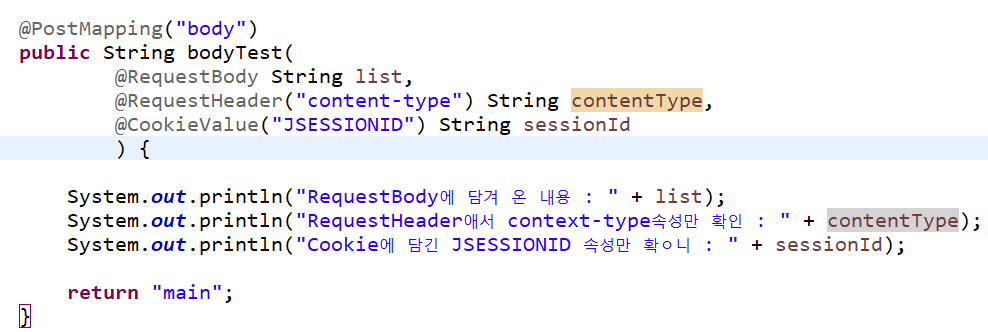 @PostMapping("body")
public String bodyTest(
@RequestBody String list,
@RequestHeader("content-type") String contentType,
@CookieValue("JSESSIONID") String sessionId
) {
System.out.println("RequestBody에 담겨 온 내용 : " + list);
System.out.println("RequestHeader애서 context-type속성만 확인 : " + contentType);
System.out.println("Cookie에 담긴 JSESSIONID 속성만 확ㅇ니 : " + sessionId);
return "main";
}